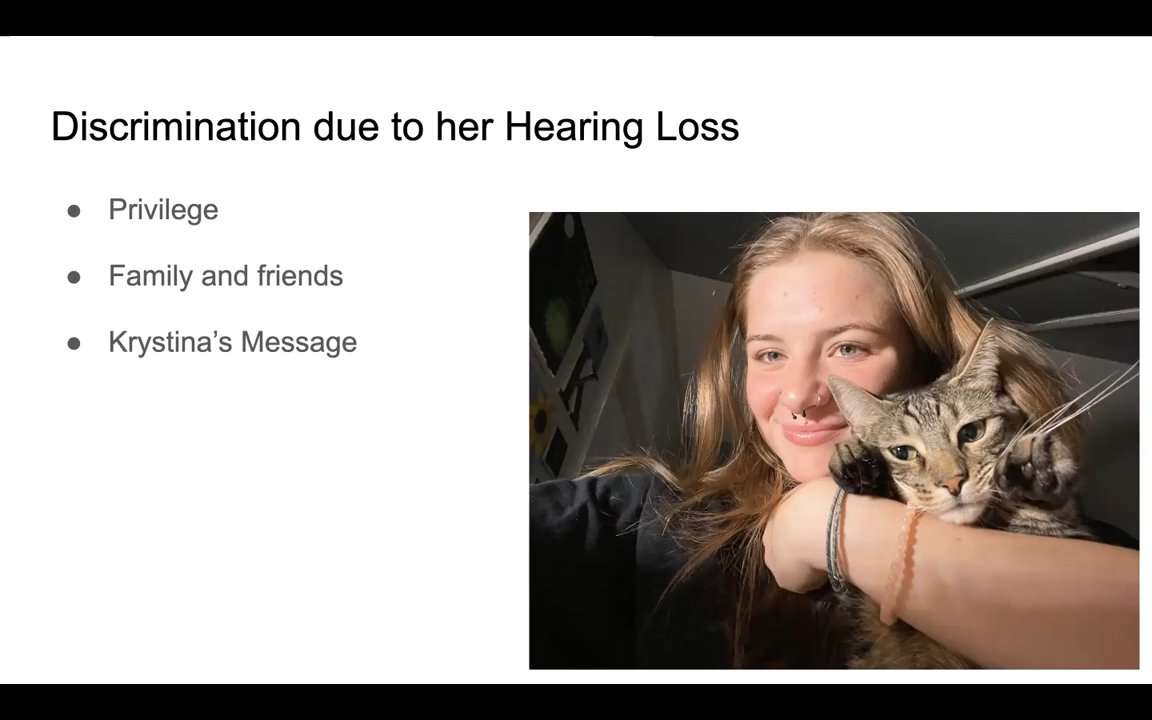 Discrimination due to her Hearing Loss
● Privilege
● Family and friends
● Krystina’s Message